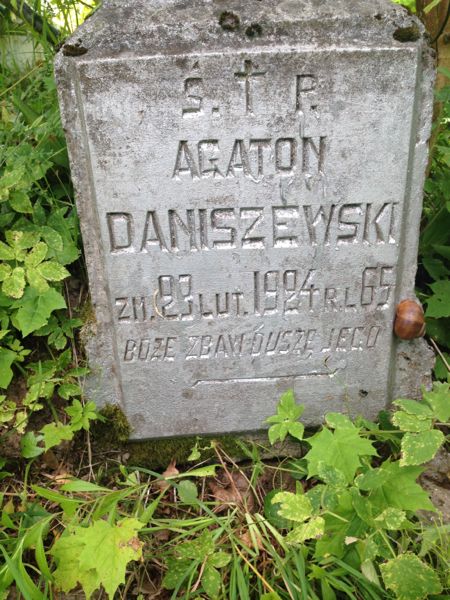 Ś. † P.
AGATON
DANISZEWSKI
ZM. 23 LUT. 1924 R. L. 65
BOŻE ZBAW DUSZĘ JEGO